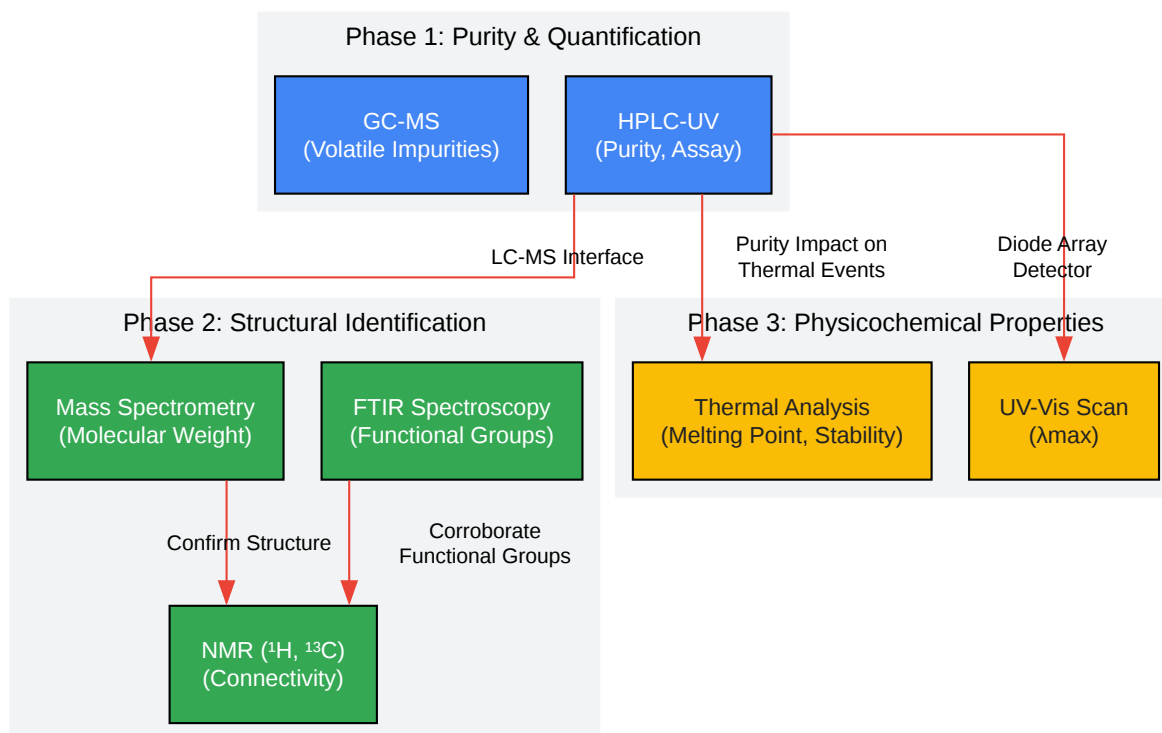 Phase 1: Purity & Quantification
GC-MS
(Volatile Impurities)
HPLC-UV
(Purity, Assay)
LC-MS Interface
Purity Impact on
Thermal Events
Diode Array
Detector
Phase 2: Structural Identification
Mass Spectrometry
(Molecular Weight)
FTIR Spectroscopy
(Functional Groups)
Confirm Structure
Corroborate
Functional Groups
NMR (¹H, ¹³C)
(Connectivity)
Phase 3: Physicochemical Properties
Thermal Analysis
(Melting Point, Stability)
UV-Vis Scan
(λmax)